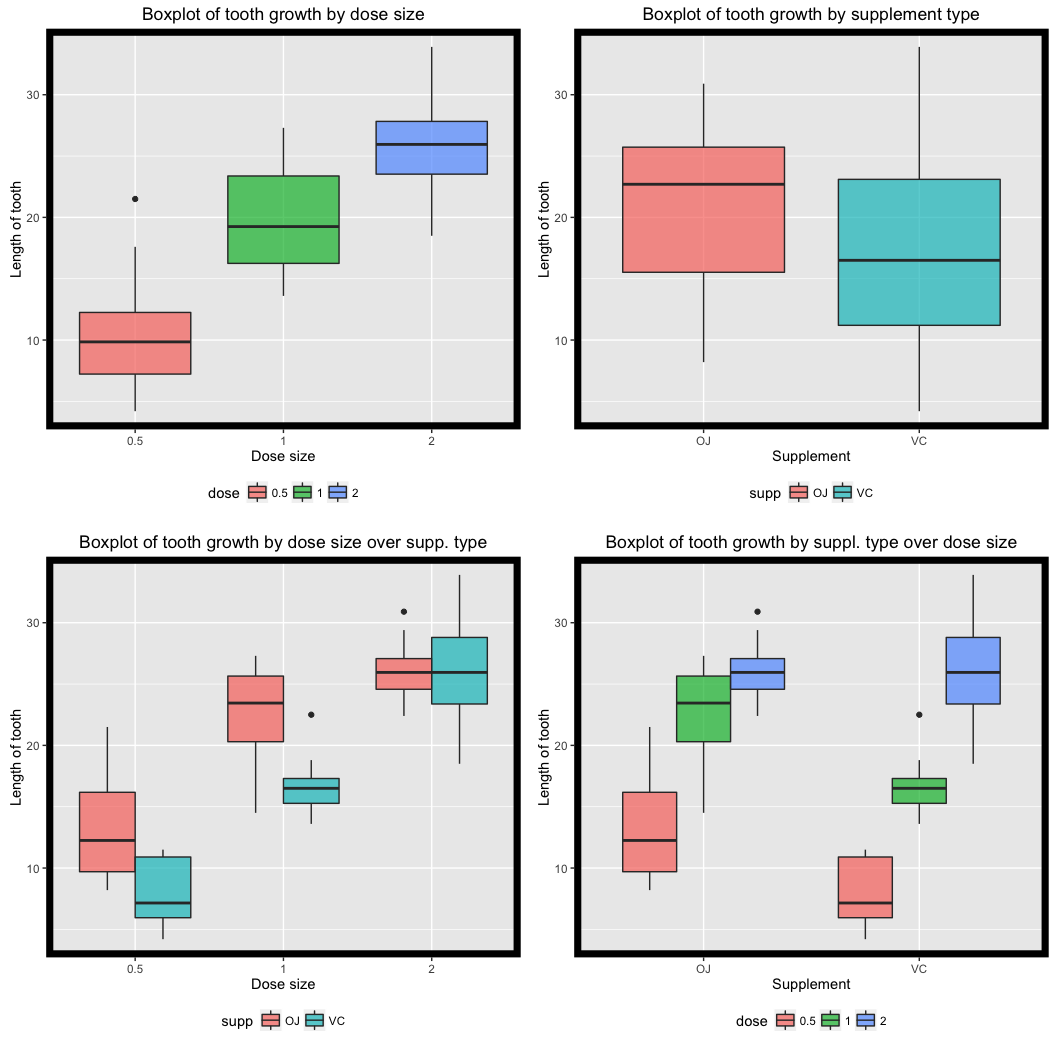 Boxplot of tooth growth by dose size
Length of tooth
30
20
10
0.5 1 2
Dose size
dose 0.5 1 2
Boxplot of tooth growth by supplement type
Length of tooth
30
20
10
OJ VC
Supplement
supp OJ VC
Boxplot of tooth growth by dose size over supp. type
Length of tooth
30
20
10
0.5 1 2
Dose size
supp OJ VC
Boxplot of tooth growth by suppl. type over dose size
Length of tooth
30
20
10
OJ VC
Supplement
dose 0.5 1 2